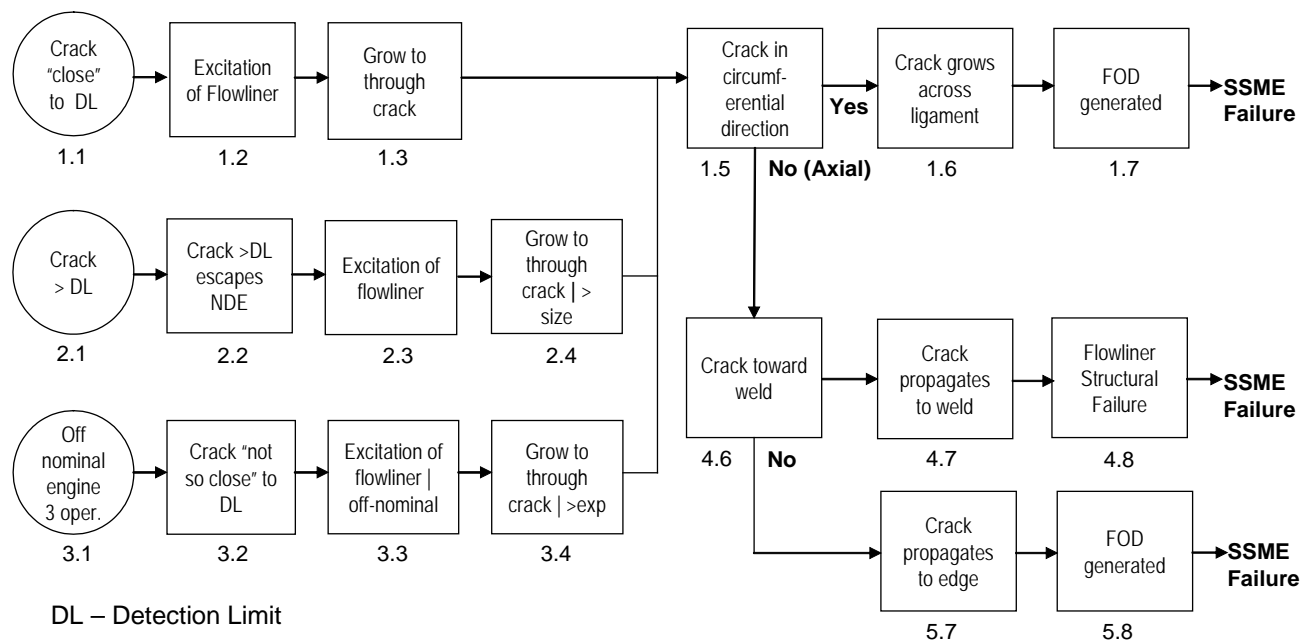 Crack
“close”
to DL
1.1
Excitation
of Flowliner
1.2
Grow to
through
crack
1.3
Crack in
circumf-
erential
direction
1.5
Yes
No (Axial)
Crack grows
across
ligament
1.6
FOD
generated
1.7
SSME
Failure
Crack
> DL
2.1
Crack >DL
escapes
NDE
2.2
Excitation of
flowliner
2.3
Grow to
through
crack | >
size
2.4
Crack toward
weld
4.6
No
Crack
propagates
to weld
4.7
Flowliner
Structural
Failure
4.8
SSME
Failure
Off
nominal
engine
3 oper.
3.1
Crack “not
so close” to
DL
3.2
Excitation of
flowliner |
off-nominal
3.3
Grow to
through
crack | >exp
3.4
Crack
propagates
to edge
5.7
FOD
generated
5.8
SSME
Failure
DL – Detection Limit